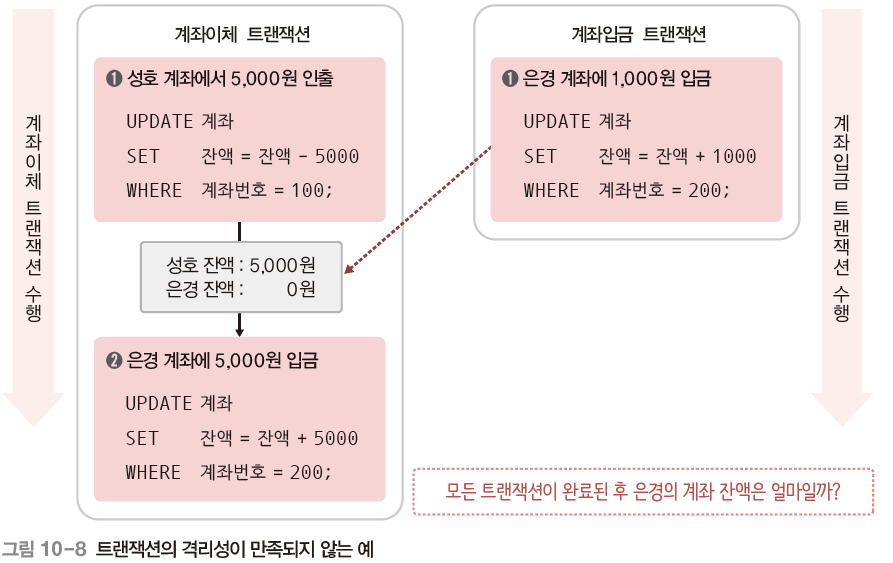 계좌이체 트랜잭션 수행
계좌이체 트랜잭션
❶ 성호 계좌에서 5,000원 인출
UPDATE 계좌
SET 잔액 = 잔액 - 5000
WHERE 계좌번호 = 100;
성호 잔액 : 5,000원
은경 잔액 : 0원
❷ 은경 계좌에 5,000원 입금
UPDATE 계좌
SET 잔액 = 잔액 + 5000
WHERE 계좌번호 = 200;
계좌입금 트랜잭션
❶ 은경 계좌에 1,000원 입금
UPDATE 계좌
SET 잔액 = 잔액 + 1000
WHERE 계좌번호 = 200;
계좌입금 트랜잭션 수행
모든 트랜잭션이 완료된 후 은경의 계좌 잔액은 얼마일까?
그림 10-8 트랜잭션의 격리성이 만족되지 않는 예